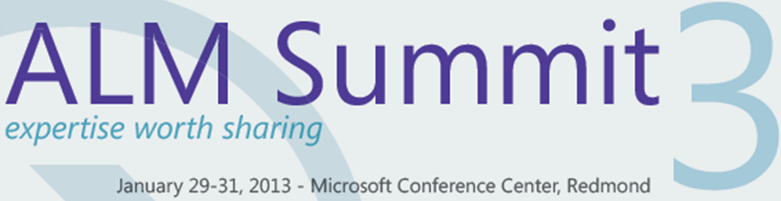 ALM Summit 3
expertise worth sharing
January 29-31, 2013 - Microsoft Conference Center, Redmond